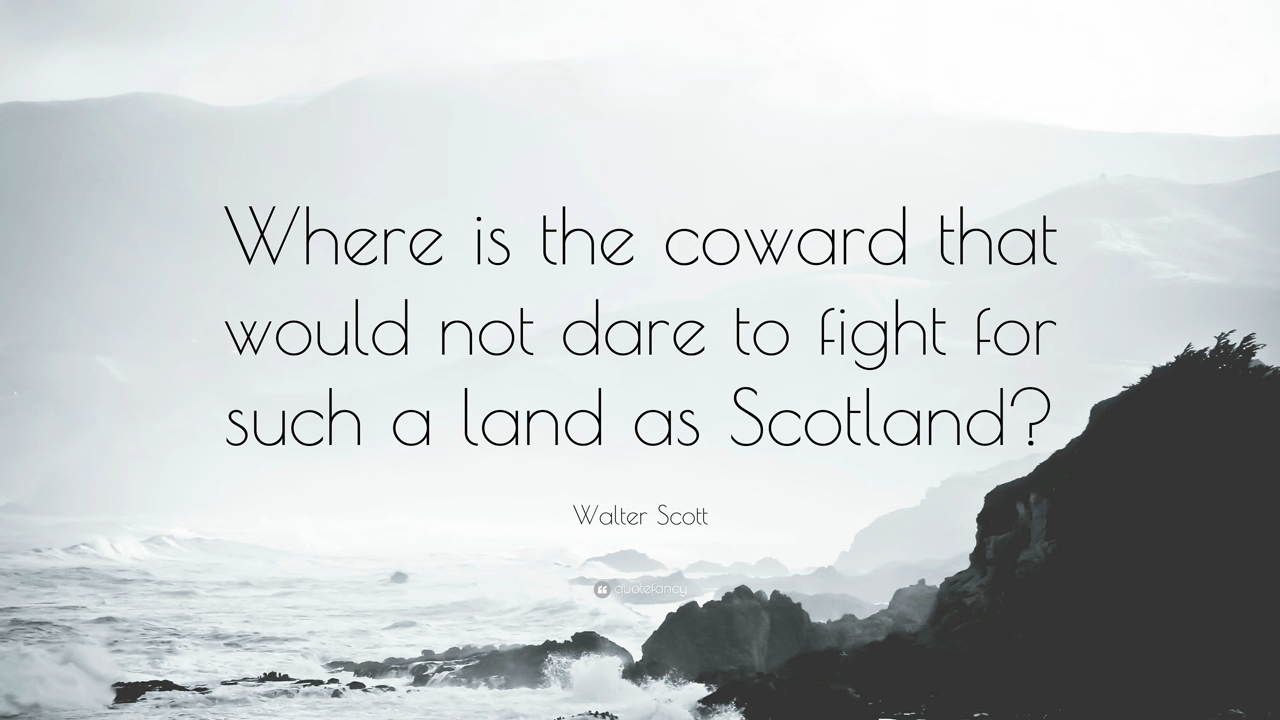 Where is the coward that
would not dare to fight for
such a land as Scotland?
Walter Scott
quotefancy